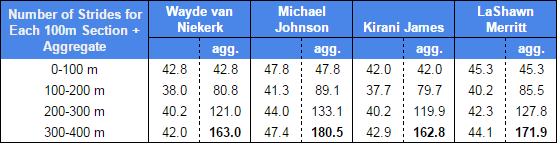 Number of Strides for Each 100m Section + Aggregate Wayde van Niekerk Michael Johnson Kirani James LaShawn Merritt
agg. agg. agg. agg.
0-100 m 42.8 42.8 47.8 47.8 42.0 42.0 45.3 45.3
100-200 m 38.0 80.8 41.3 89.1 37.7 79.7 40.2 85.5
200-300 m 40.2 121.0 44.0 133.1 40.2 119.9 42.3 127.8
300-400 m 42.0 163.0 47.4 180.5 42.9 162.8 44.1 171.9